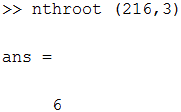 >> nthroot (216,3)
ans =
6